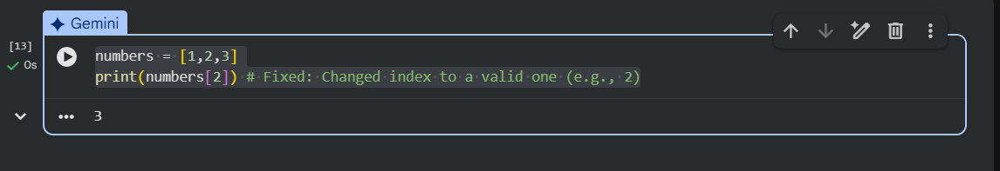 Gemini
[13]
0s
numbers = [1,2,3]
print(numbers[2]) # Fixed: Changed index to a valid one (e.g., 2)
3